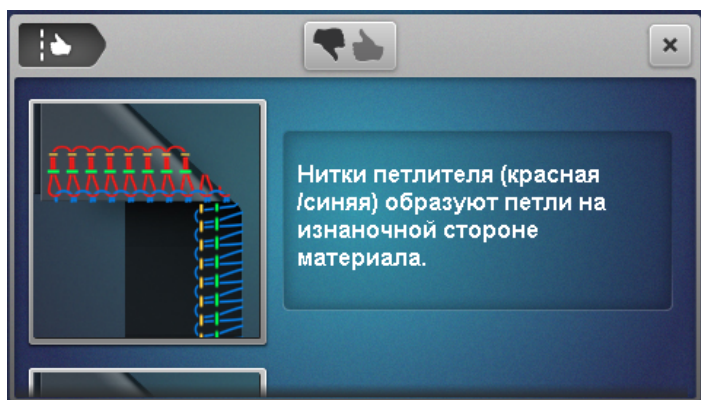 Нитки петлителя (красная
/синяя) образуют петли на
изнаночной стороне
материала.